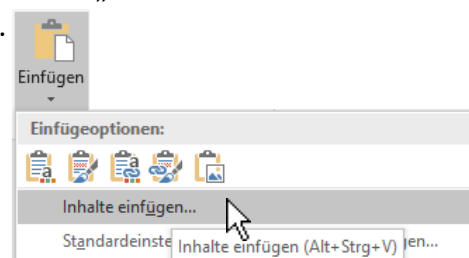 Einfügen
Einfügeoptionen:
Inhalte einfügen...
Standardeinste
en...
Inhalte einfügen (Alt+Strg+V)